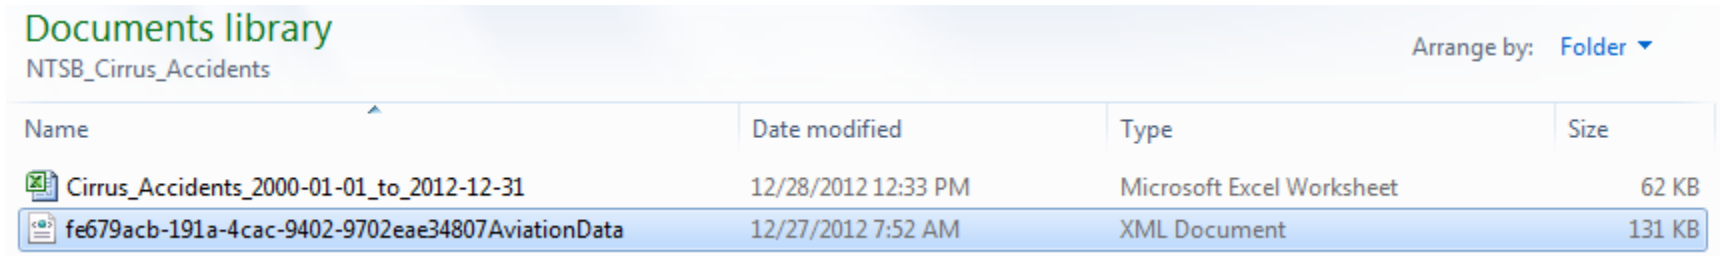 Documents library
NTSB_Cirrus_Accidents
Arrange by: Folder
Name Date modified Type Size
Cirrus_Accidents_2000-01-01_to_2012-12-31 12/28/2012 12:33 PM Microsoft Excel Worksheet 62 KB
fe679acb-191a-4cac-9402-9702eae34807AviationData 12/27/2012 7:52 AM XML Document 131 KB